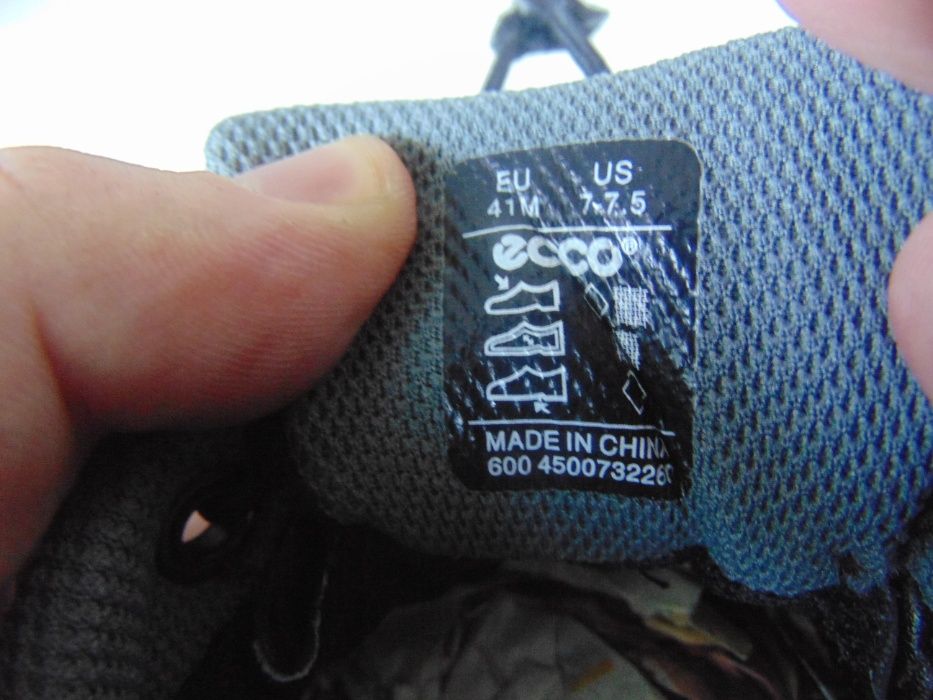 EU US
41M 7-7.5
ecco®
MADE IN CHINA
600 4500732260